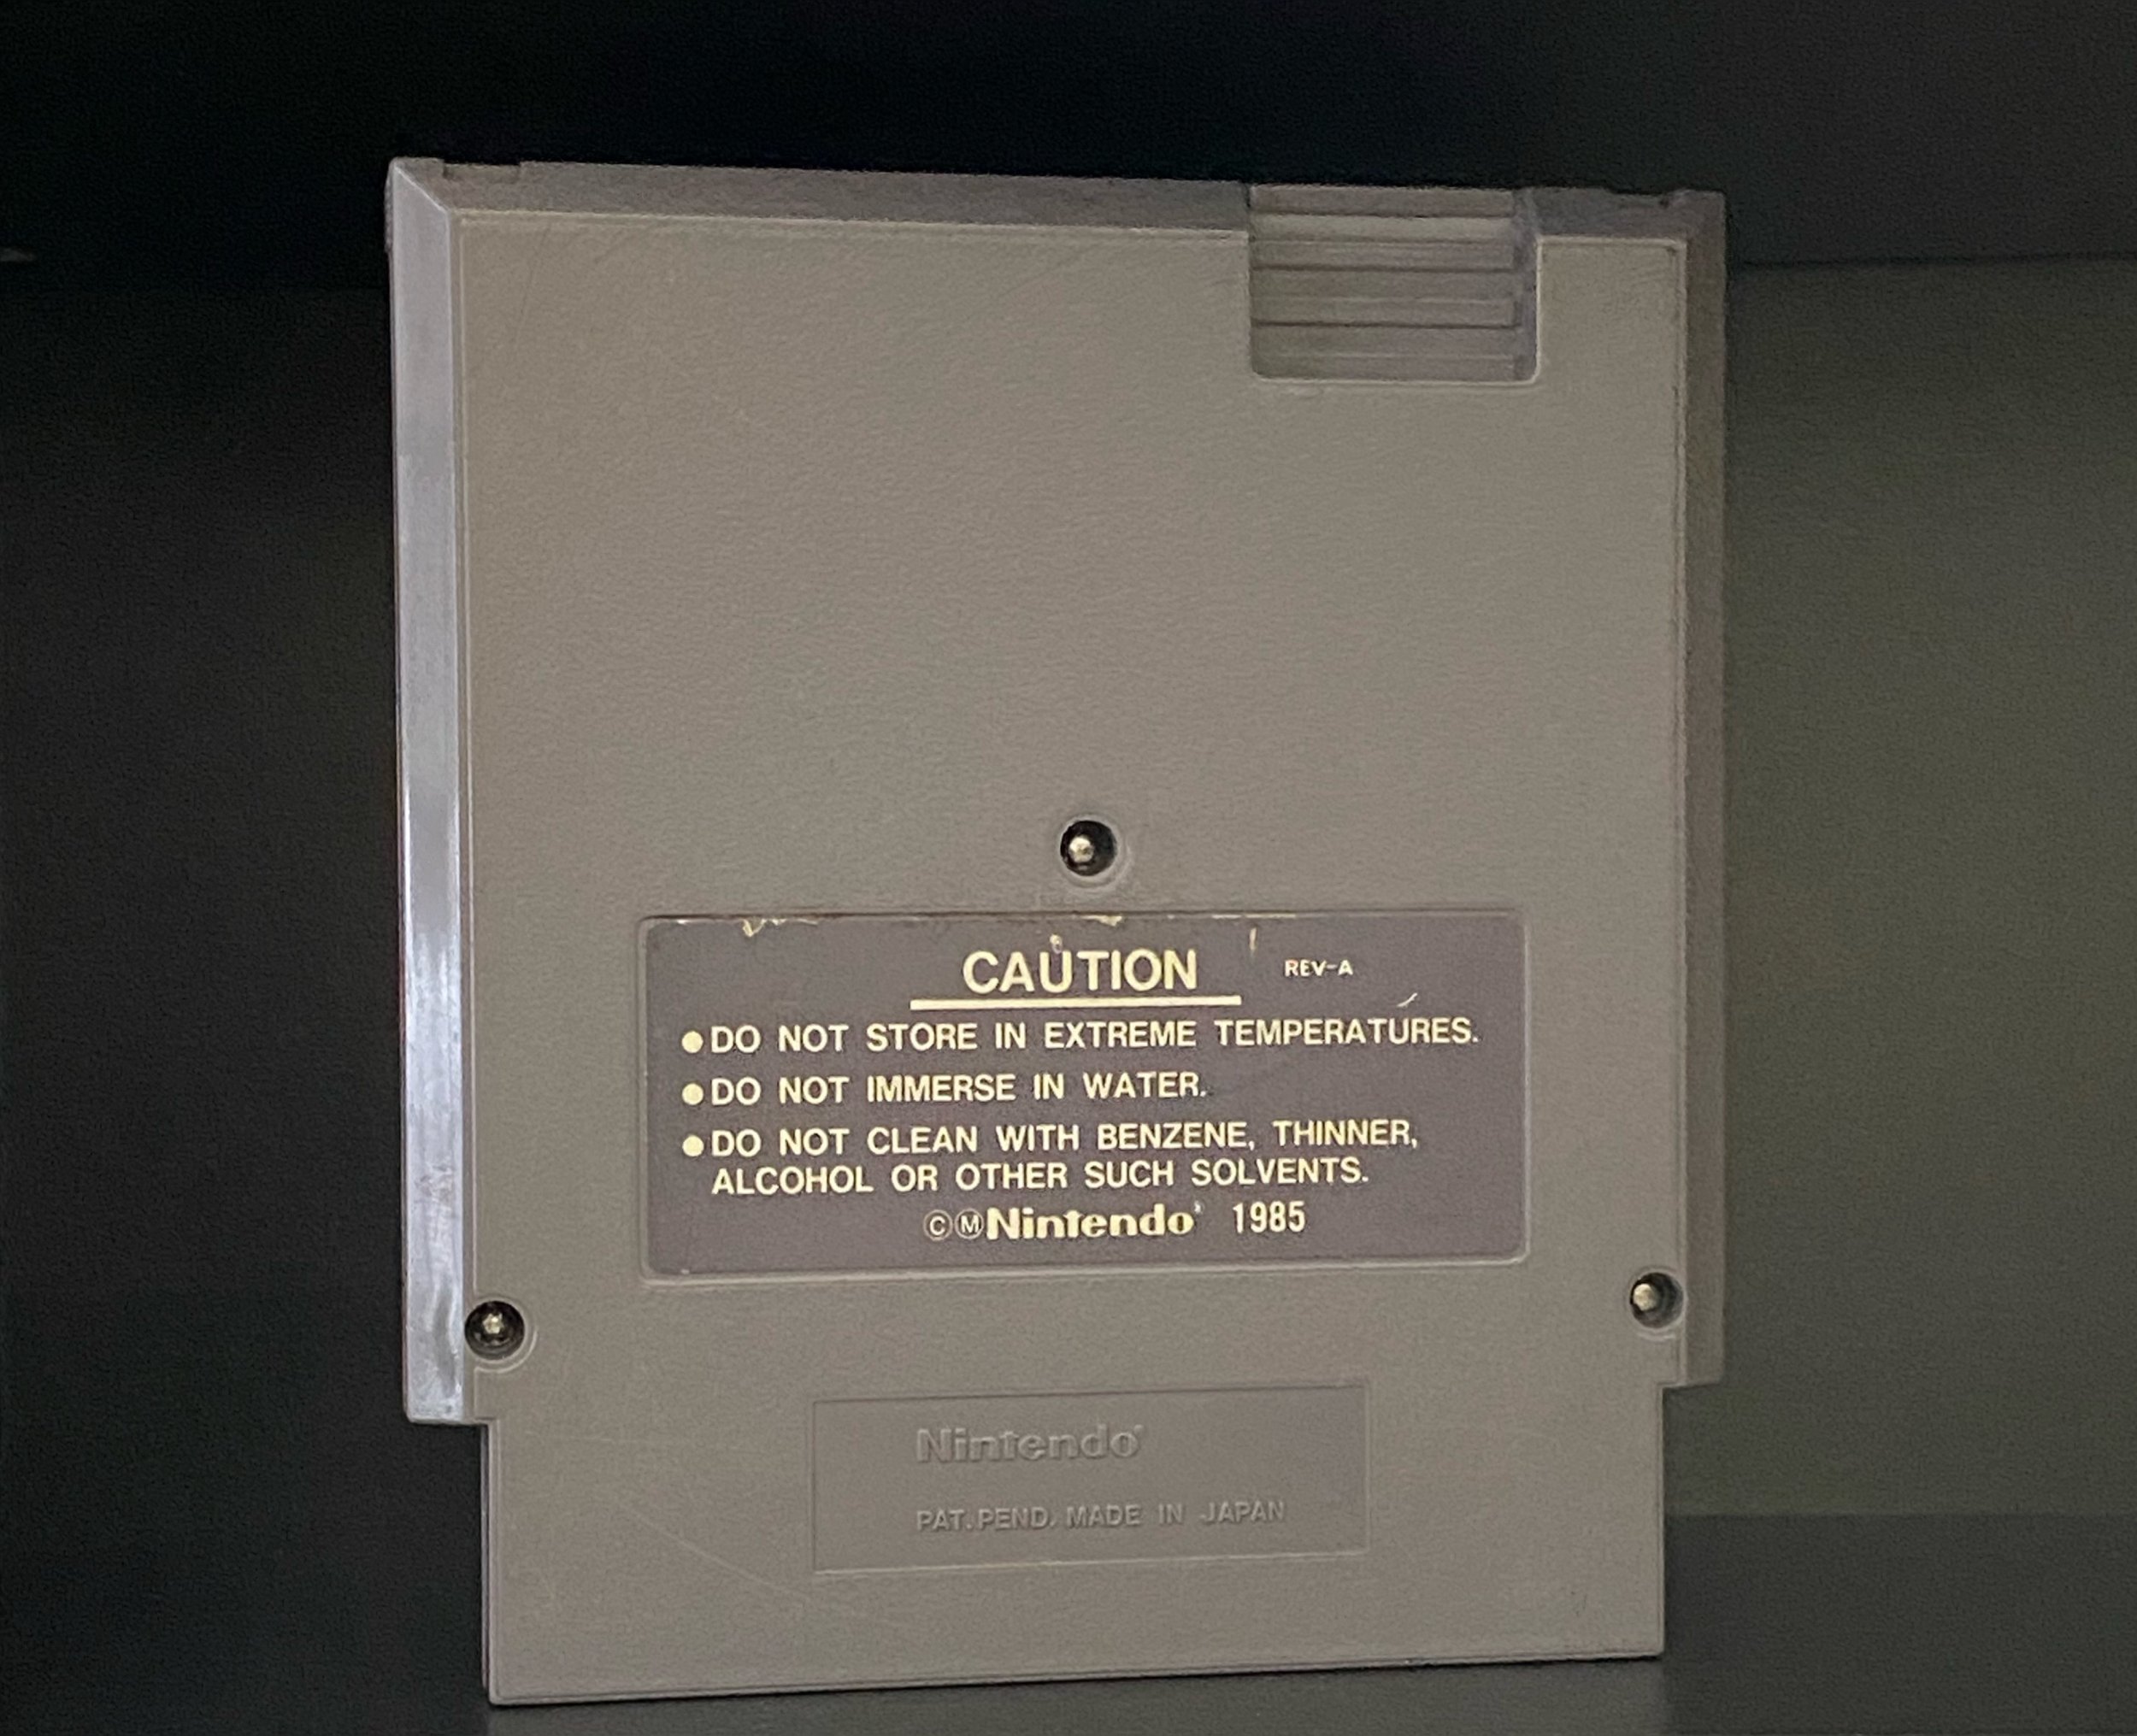 CAUTION REV-A
●DO NOT STORE IN EXTREME TEMPERATURES.
●DO NOT IMMERSE IN WATER.
●DO NOT CLEAN WITH BENZENE, THINNER,
ALCOHOL OR OTHER SUCH SOLVENTS.
©ⓂNintendo® 1985
Nintendo®
PAT. PEND. MADE IN JAPAN